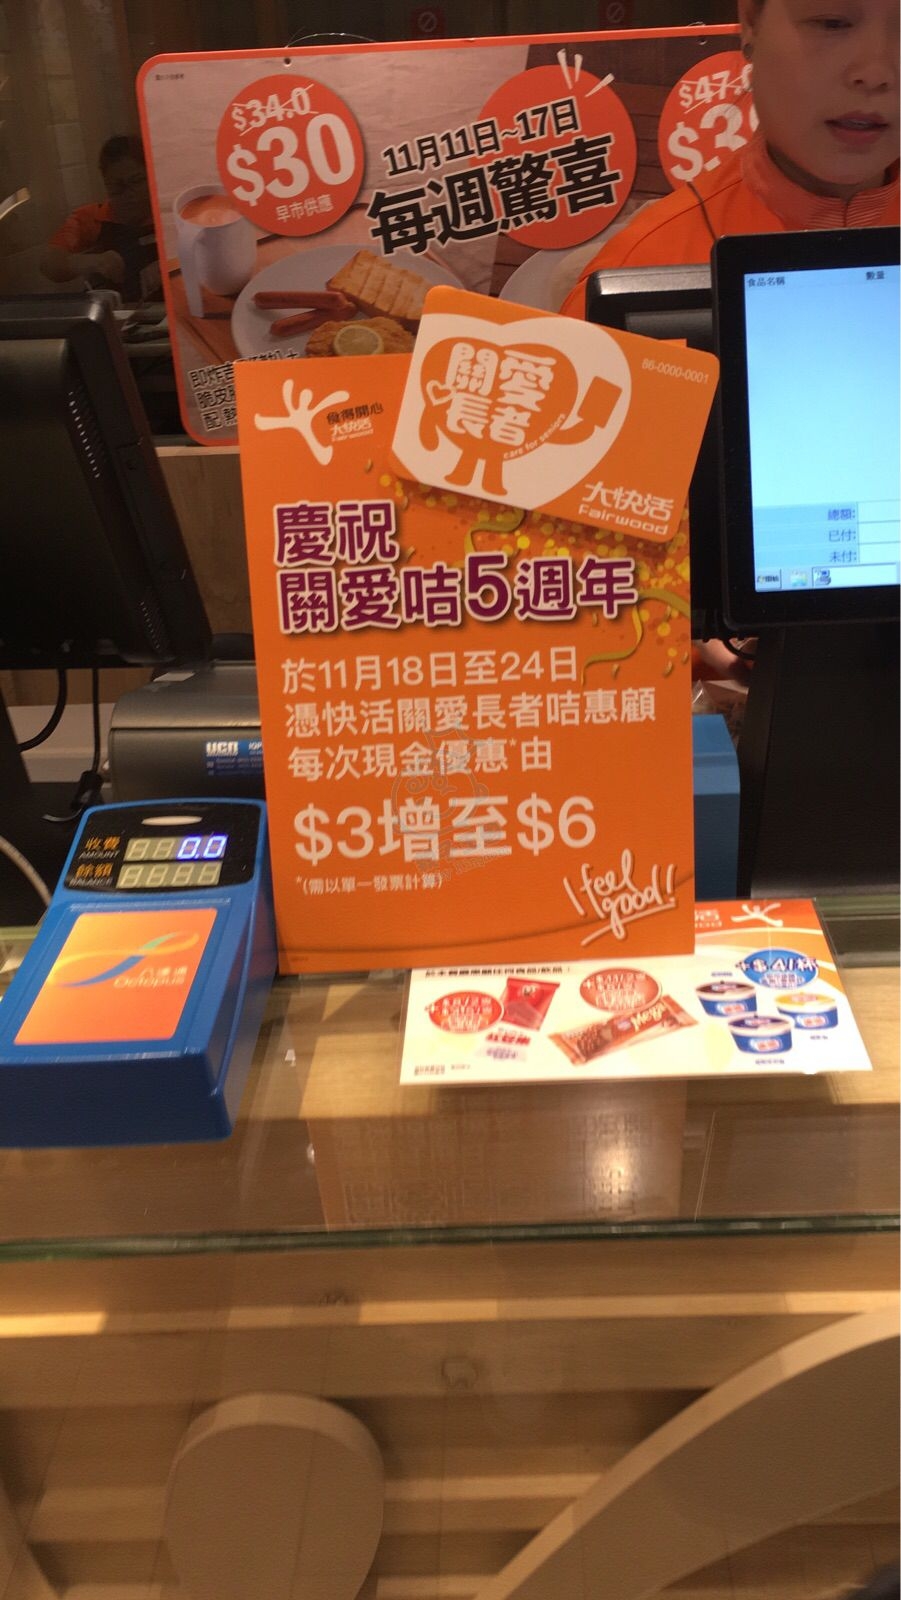 $34.0
$30
早市供應
11月11日~17日
每週驚喜
食品名稱
數量
總額:
已付:
未付:
關愛
長者
care for seniors
86-0000-0001
大快活
Fairwood
食得開心
大快活
Fairwood
慶祝
關愛咭5週年
於11月18日至24日
憑快活關愛長者咭惠顧
每次現金優惠*由
$3增至$6
*(需以單一發票計算)
I feel
good!
UCN
收費
AMOUNT
0.0
餘額
BALANCE
八達通
Octopus
Mega